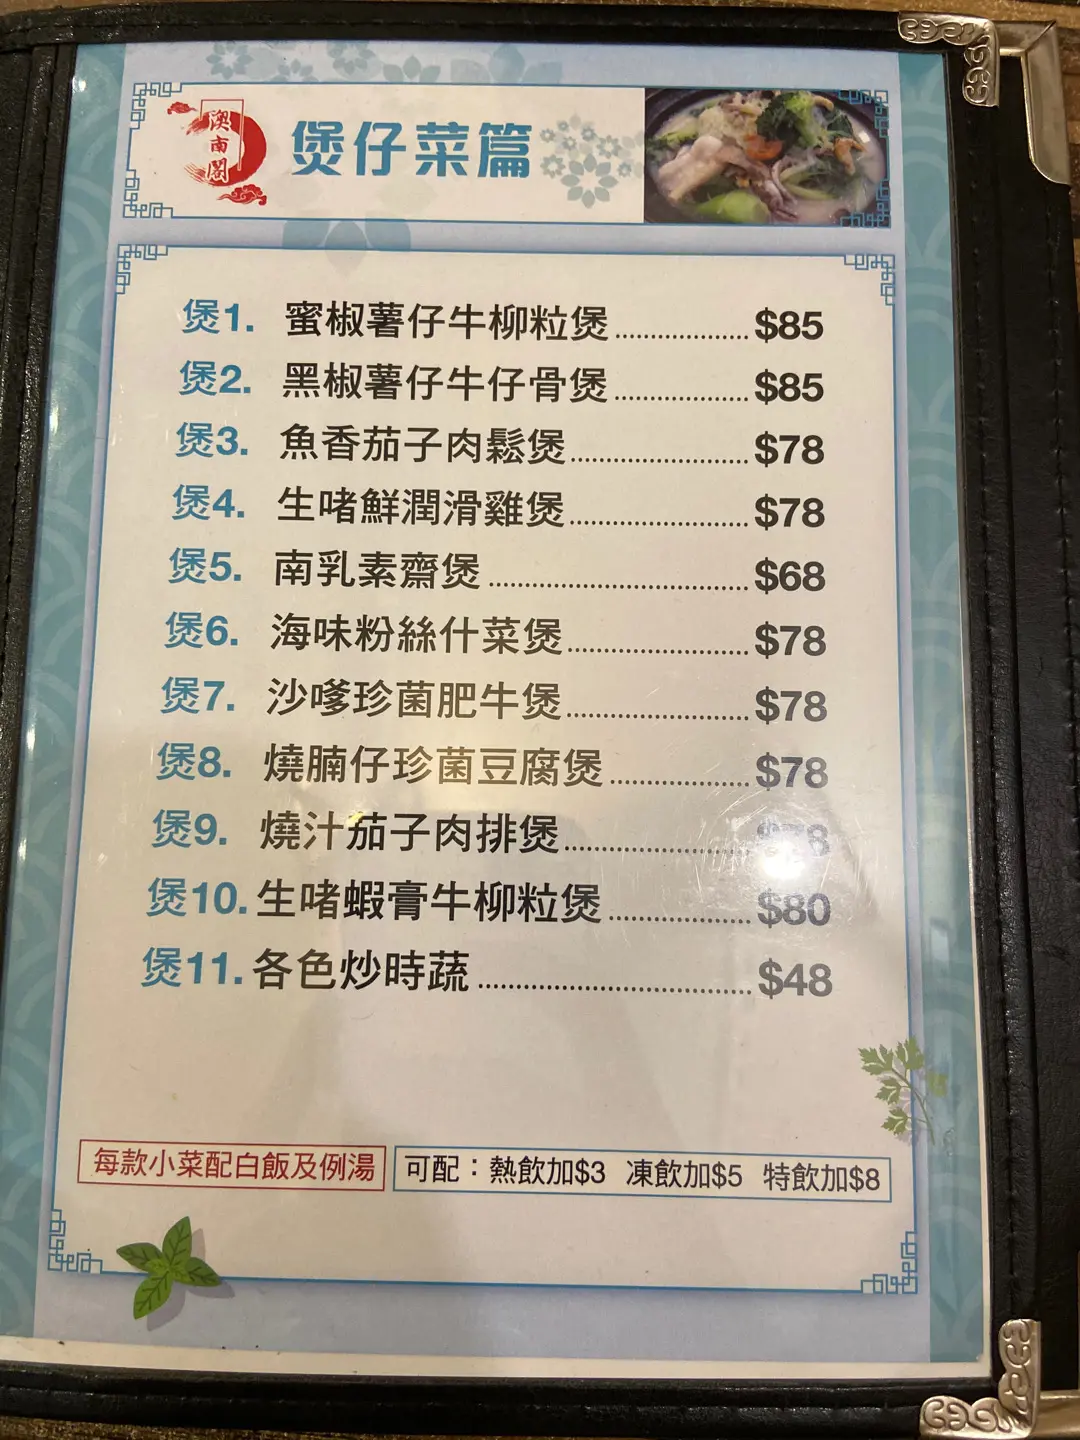 澳南閣
煲仔菜篇
煲1. 蜜椒薯仔牛柳粒煲 $85
煲2. 黑椒薯仔牛仔骨煲 $85
煲3. 魚香茄子肉鬆煲 $78
煲4. 生啫鮮潤滑雞煲 $78
煲5. 南乳素齋煲 $68
煲6. 海味粉絲什菜煲 $78
煲7. 沙嗲珍菌肥牛煲 $78
煲8. 燒腩仔珍菌豆腐煲 $78
煲9. 燒汁茄子肉排煲 $78
煲10. 生啫蝦膏牛柳粒煲 $80
煲11. 各色炒時蔬 $48
每款小菜配白飯及例湯 可配：熱飲加$3 凍飲加$5 特飲加$8